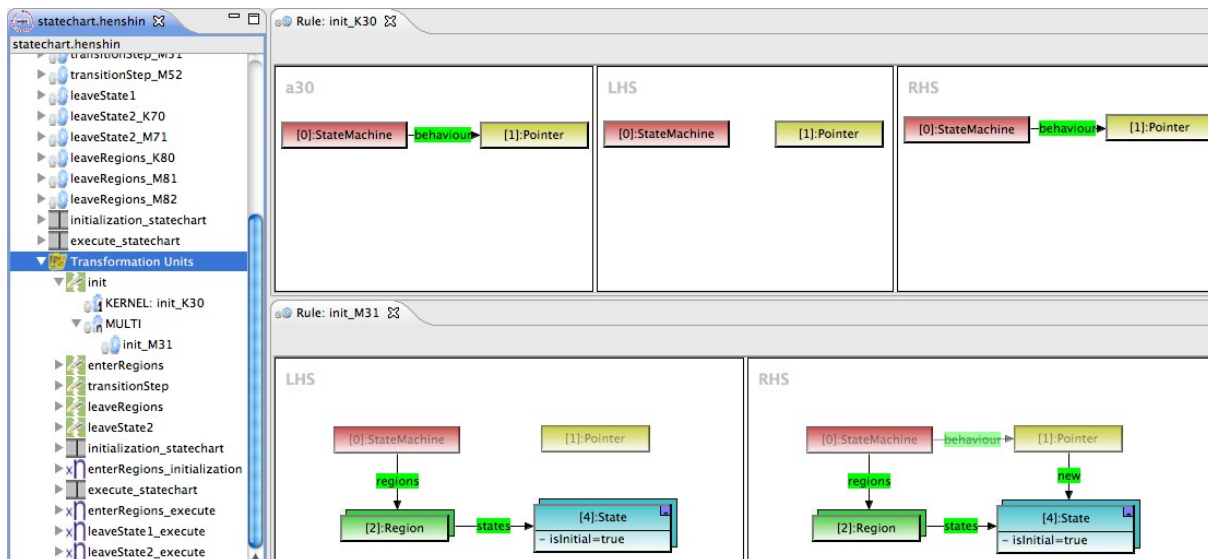 statechart.henshin
statechart.henshin
transitionStep_M51
transitionStep_M52
leaveState1
leaveState2_K70
leaveState2_M71
leaveRegions_K80
leaveRegions_M81
leaveRegions_M82
initialization_statechart
execute_statechart
Transformation Units
init
KERNEL: init_K30
MULTI
init_M31
enterRegions
transitionStep
leaveRegions
leaveState2
initialization_statechart
enterRegions_initialization
execute_statechart
enterRegions_execute
leaveState1_execute
leaveState2_execute
Rule: init_K30
a30
[0]:StateMachine
behaviour
[1]:Pointer
LHS
[0]:StateMachine
[1]:Pointer
RHS
[0]:StateMachine
behaviour
[1]:Pointer
Rule: init_M31
LHS
[0]:StateMachine
[1]:Pointer
regions
[2]:Region
states
[4]:State
- isInitial=true
RHS
[0]:StateMachine
behaviour
[1]:Pointer
regions
new
[2]:Region
states
[4]:State
- isInitial=true